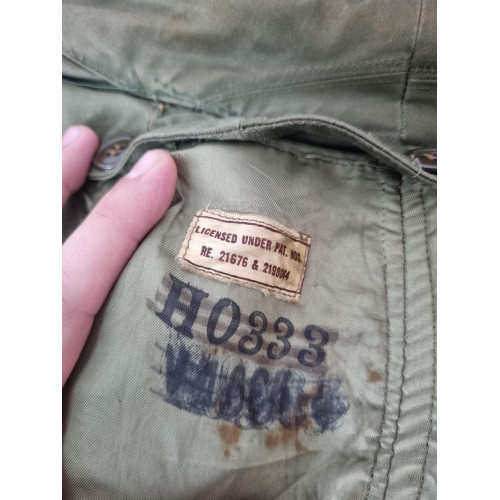 LICENSED UNDER PAT. NOS.
RE. 21676 & 2199044
H0333